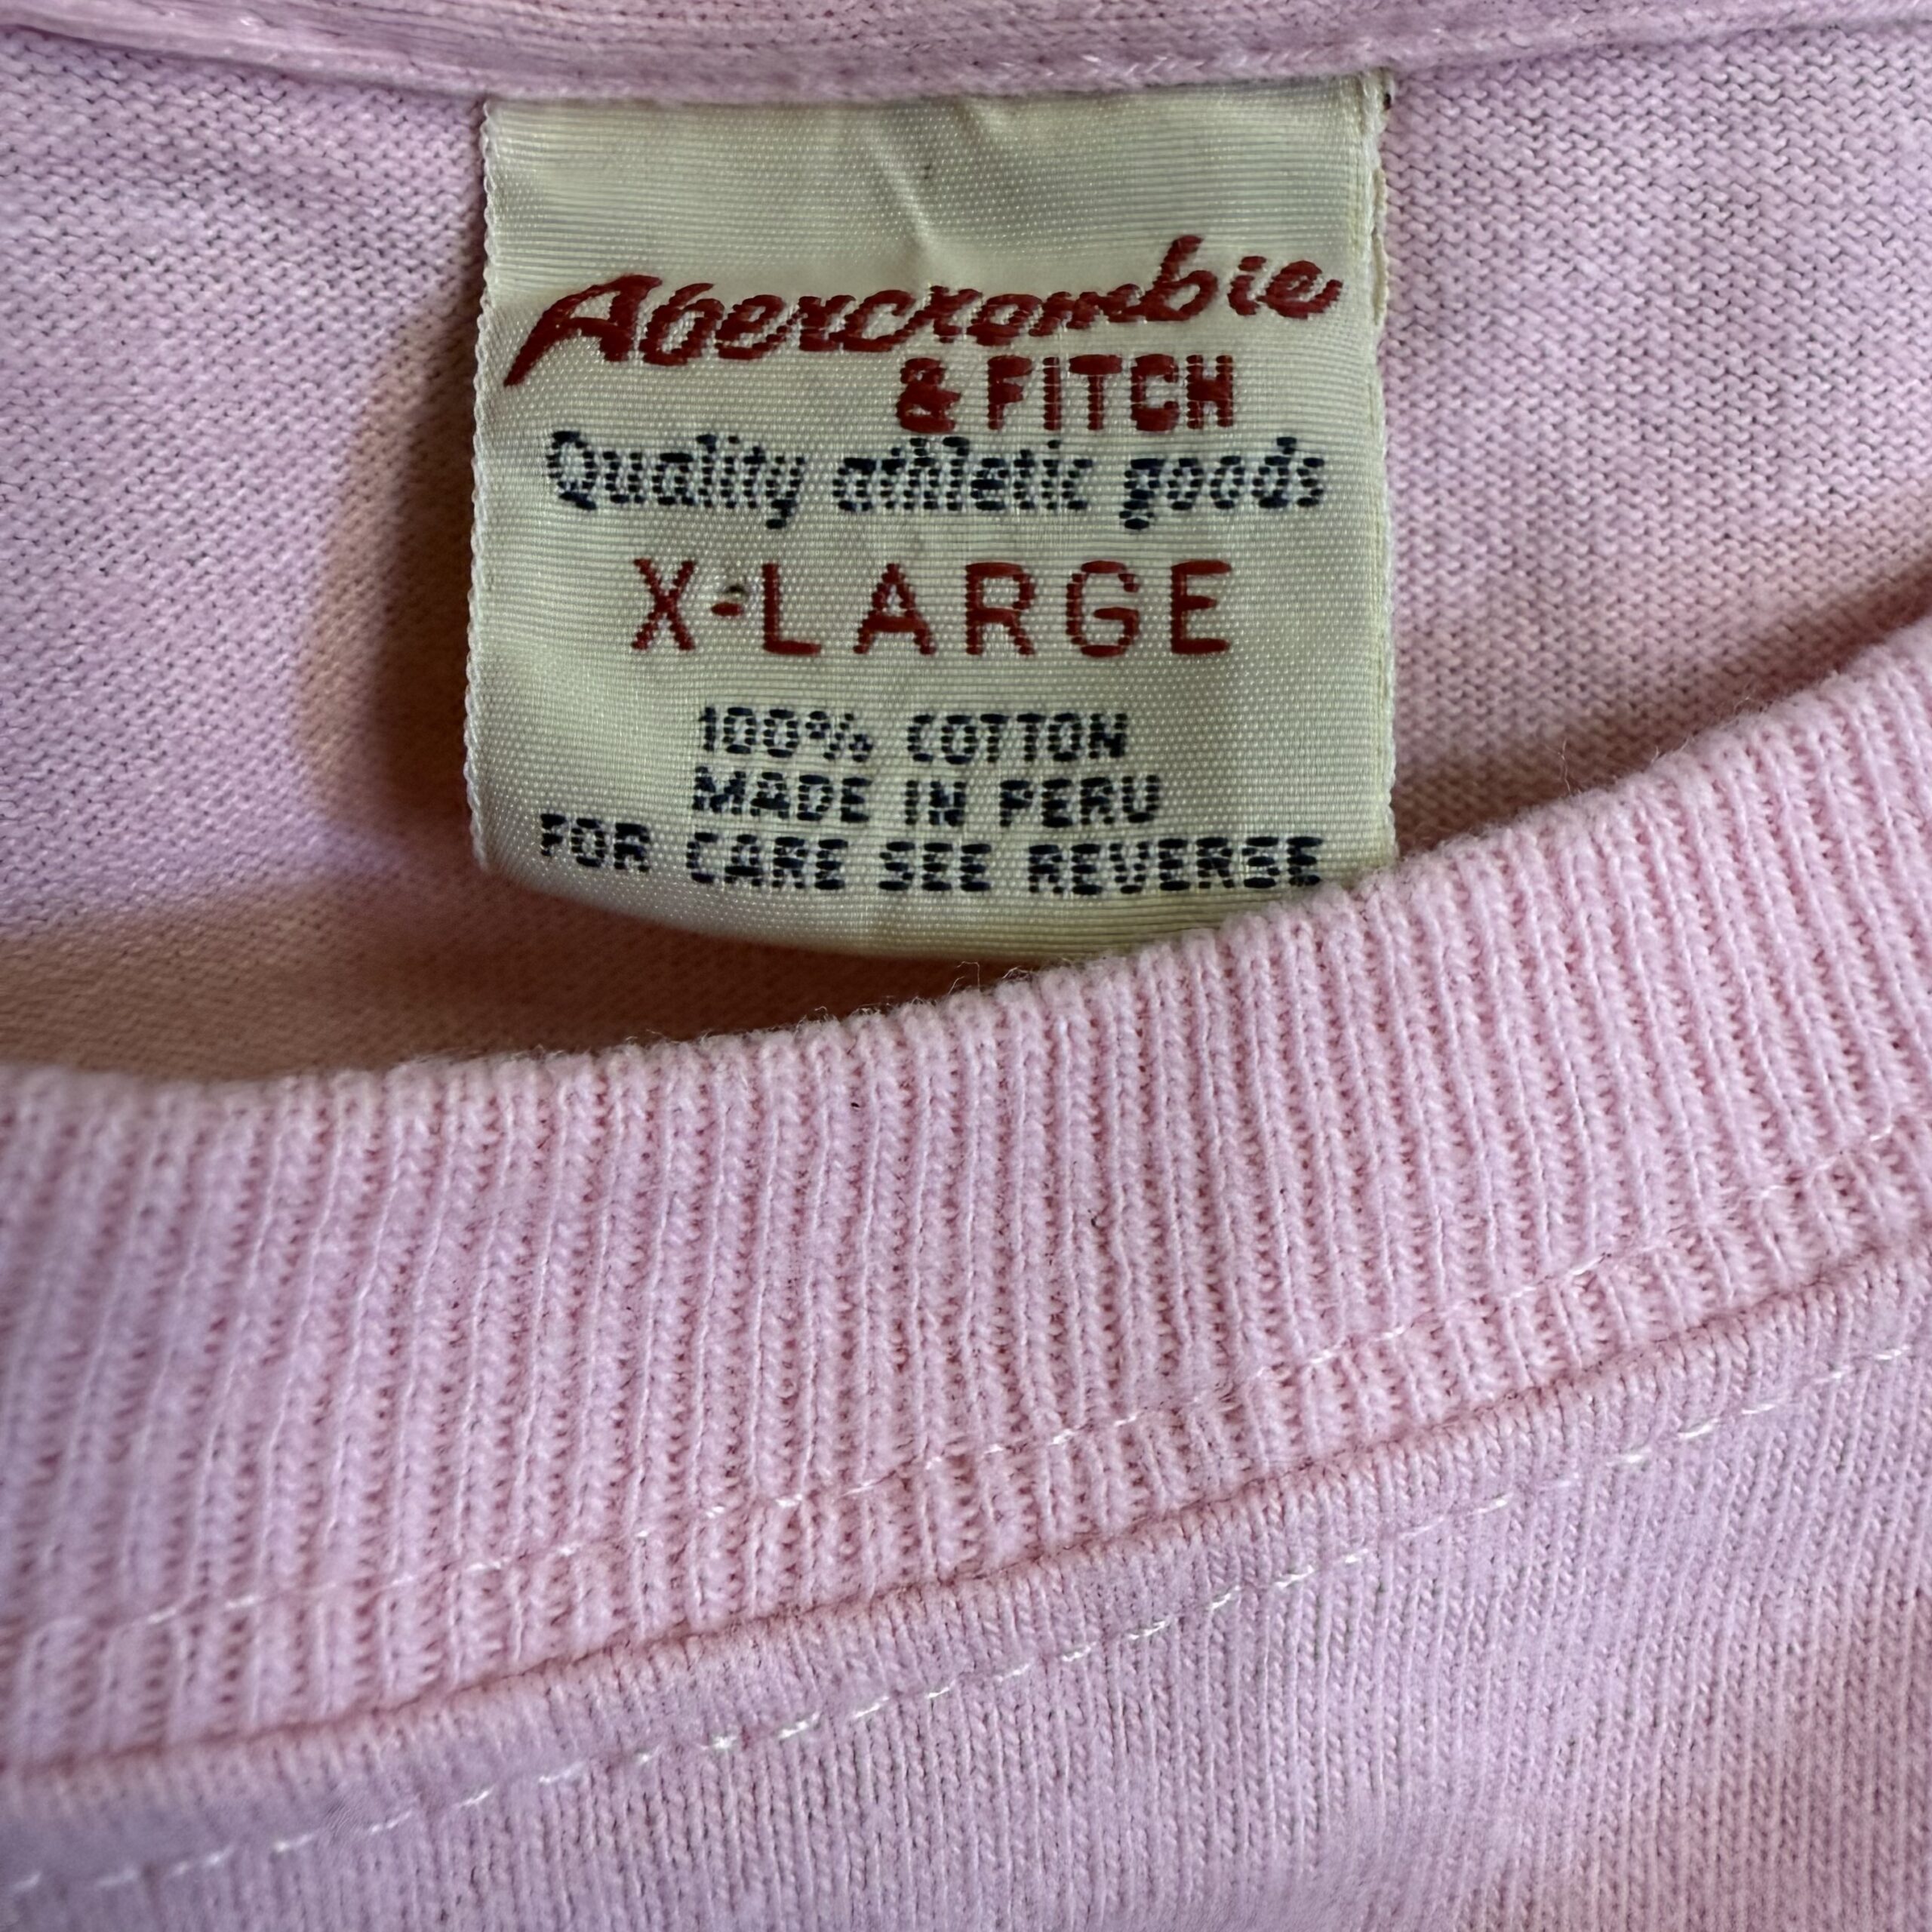 Abercrombie
& FITCH
Quality athletic goods
X-LARGE
100% COTTON
MADE IN PERU
FOR CARE SEE REVERSE